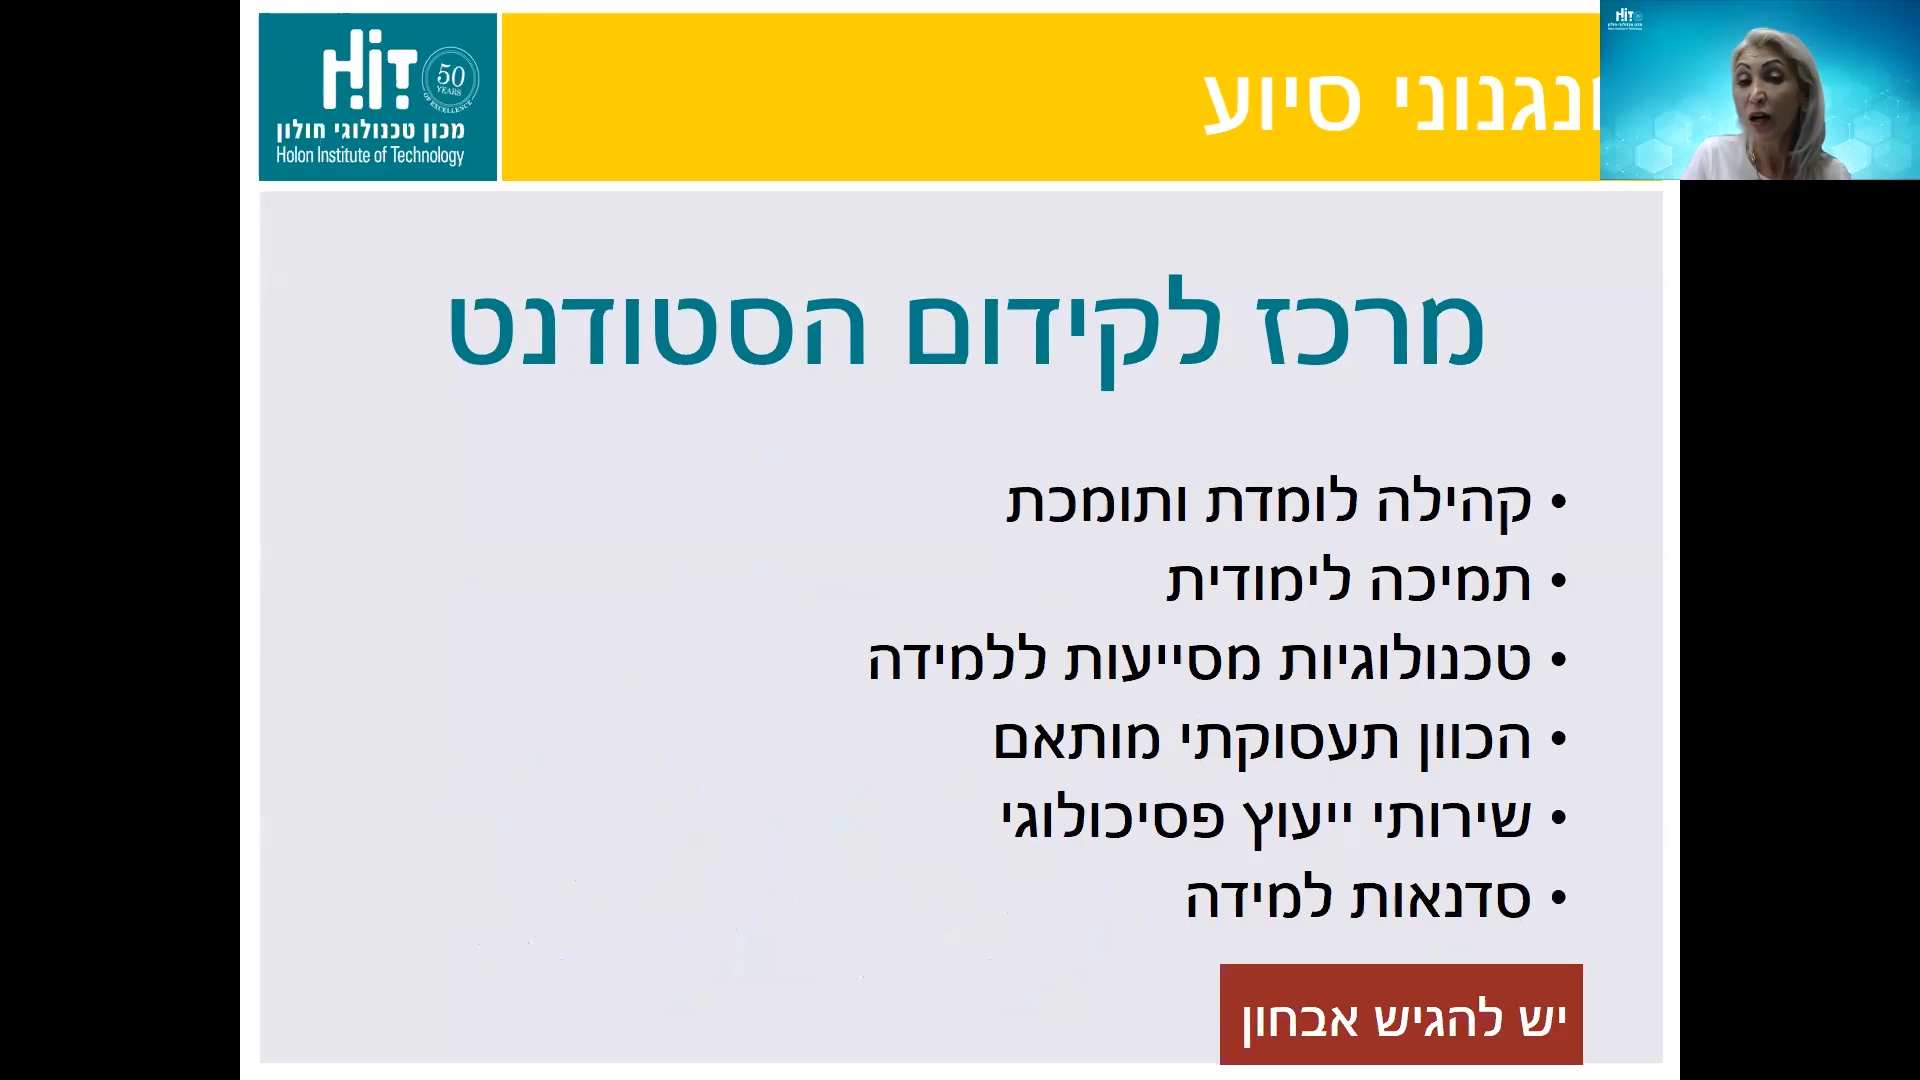 HiT
50
YEARS
OF EXCELLENCE
מכון טכנולוגי חולון
Holon Institute of Technology
סיוע
מרכז לקידום הסטודנט
• קהילה לומדת ותומכת
• תמיכה לימודית
• טכנולוגיות מסייעות ללמידה
• הכוון תעסוקתי מותאם
• שירותי ייעוץ פסיכולוגי
• סדנאות למידה
יש להגיש אבחון
HiT